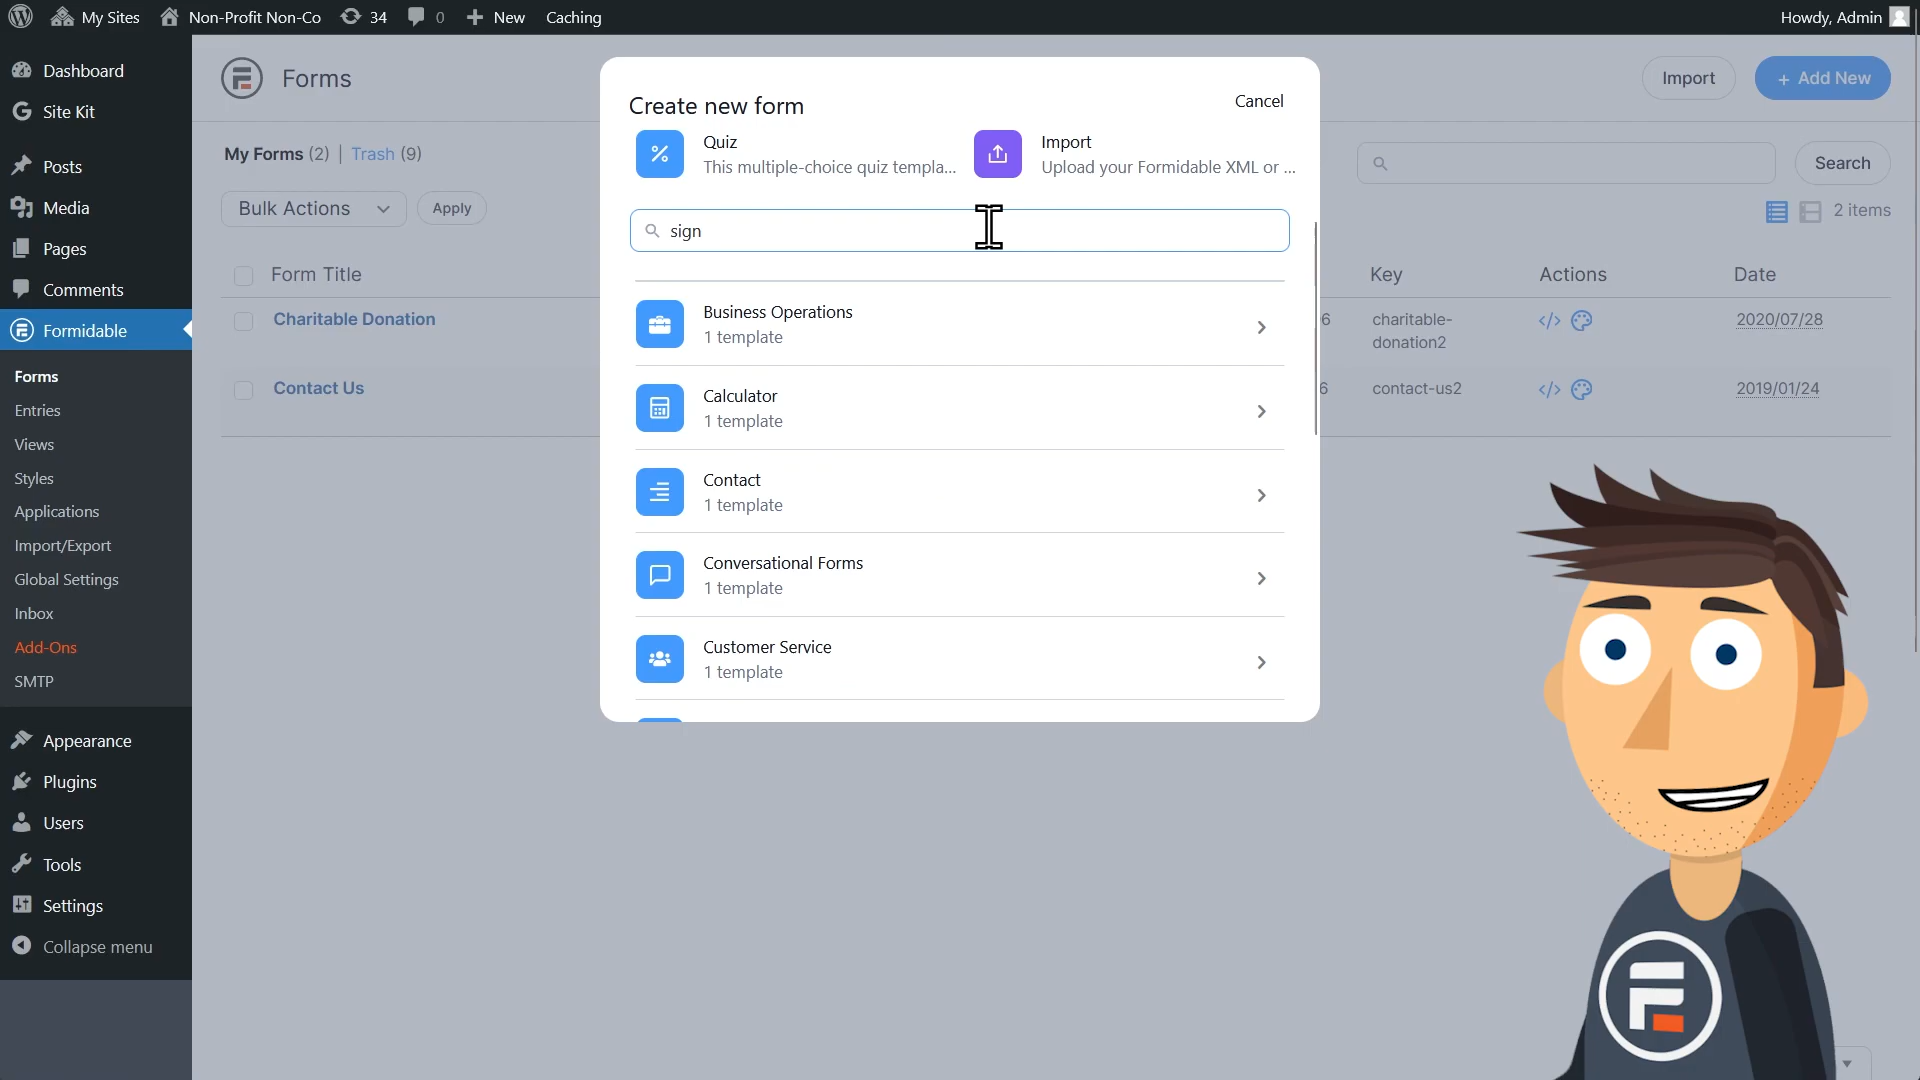 My Sites
Non-Profit Non-Co
34
0
New
Caching
Howdy, Admin
Dashboard
Site Kit
Posts
Media
Pages
Comments
Formidable
Forms
Entries
Views
Styles
Applications
Import/Export
Global Settings
Inbox
Add-Ons
SMTP
Appearance
Plugins
Users
Tools
Settings
Collapse menu
Forms
Import
+ Add New
My Forms (2) | Trash (9)
Search
Bulk Actions
Apply
2 items
Form Title
Key
Actions
Date
Charitable Donation
6
charitable-
donation2
</>
2020/07/28
Contact Us
6
contact-us2
</>
2019/01/24
Create new form
Cancel
Quiz
This multiple-choice quiz templa...
Import
Upload your Formidable XML or ...
sign
Business Operations
1 template
Calculator
1 template
Contact
1 template
Conversational Forms
1 template
Customer Service
1 template